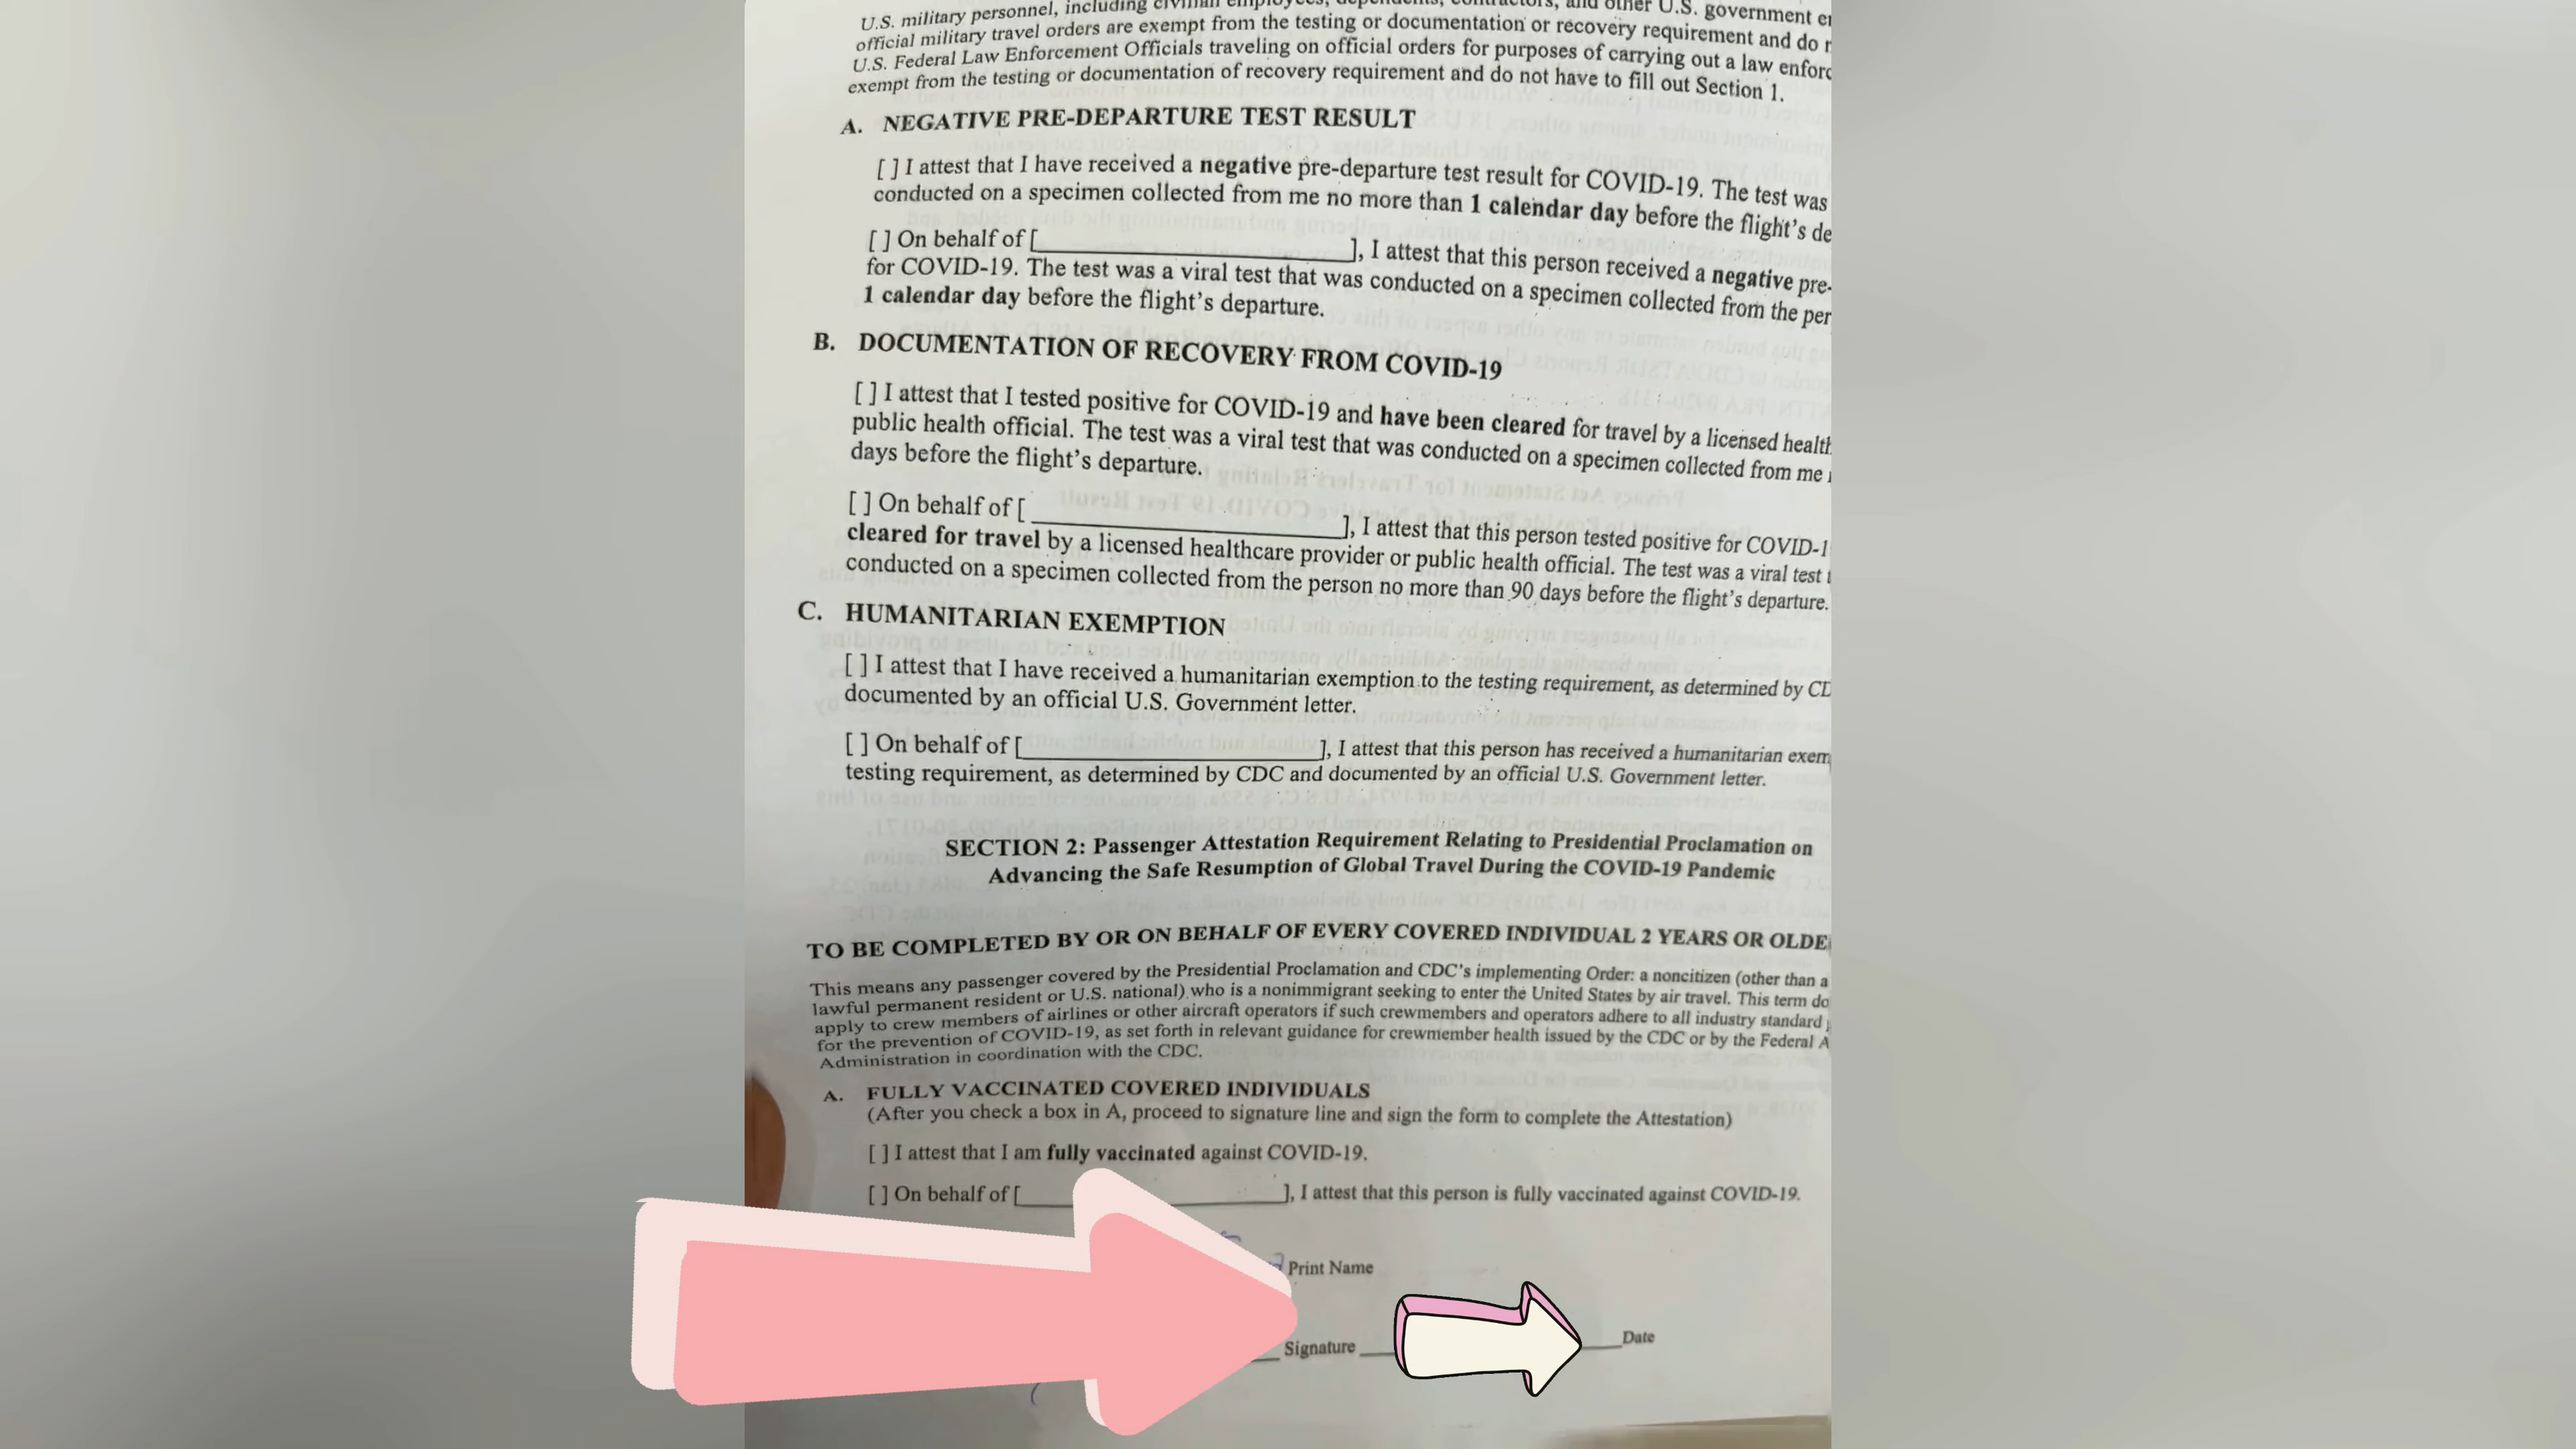 U.S. military personnel, including civilian employees, dependents, contractors, and other U.S. government
official military travel orders are exempt from the testing or documentation or recovery requirement and do
U.S. Federal Law Enforcement Officials traveling on official orders for purposes of carrying out a law
exempt from the testing or documentation of recovery requirement and do not have to fill out Section 1.
A. NEGATIVE PRE-DEPARTURE TEST RESULT
[ ] I attest that I have received a negative pre-departure test result for COVID-19. The test was
conducted on a specimen collected from me no more than 1 calendar day before the flight's de
[ ] On behalf of [____________________], I attest that this person received a negative pre-
for COVID-19. The test was a viral test that was conducted on a specimen collected from the per
1 calendar day before the flight's departure.
B. DOCUMENTATION OF RECOVERY FROM COVID-19
[ ] I attest that I tested positive for COVID-19 and have been cleared for travel by a licensed health
public health official. The test was a viral test that was conducted on a specimen collected from me
days before the flight's departure.
[ ] On behalf of [____________________], I attest that this person tested positive for COVID-1
cleared for travel by a licensed healthcare provider or public health official. The test was a viral test
conducted on a specimen collected from the person no more than 90 days before the flight's departure.
C. HUMANITARIAN EXEMPTION
[ ] I attest that I have received a humanitarian exemption to the testing requirement, as determined by CD
documented by an official U.S. Government letter.
[ ] On behalf of [____________________], I attest that this person has received a humanitarian exem
testing requirement, as determined by CDC and documented by an official U.S. Government letter.
SECTION 2: Passenger Attestation Requirement Relating to Presidential Proclamation on
Advancing the Safe Resumption of Global Travel During the COVID-19 Pandemic
TO BE COMPLETED BY OR ON BEHALF OF EVERY COVERED INDIVIDUAL 2 YEARS OR OLDE
This means any passenger covered by the Presidential Proclamation and CDC's implementing Order: a noncitizen (other than a
lawful permanent resident or U.S. national) who is a nonimmigrant seeking to enter the United States by air travel. This term do
apply to crew members of airlines or other aircraft operators if such crewmembers and operators adhere to all industry standard
for the prevention of COVID-19, as set forth in relevant guidance for crewmember health issued by the CDC or by the Federal A
Administration in coordination with the CDC.
A. FULLY VACCINATED COVERED INDIVIDUALS
(After you check a box in A, proceed to signature line and sign the form to complete the Attestation)
[ ] I attest that I am fully vaccinated against COVID-19.
[ ] On behalf of [____________________], I attest that this person is fully vaccinated against COVID-19.
Print Name
Signature ____ Date